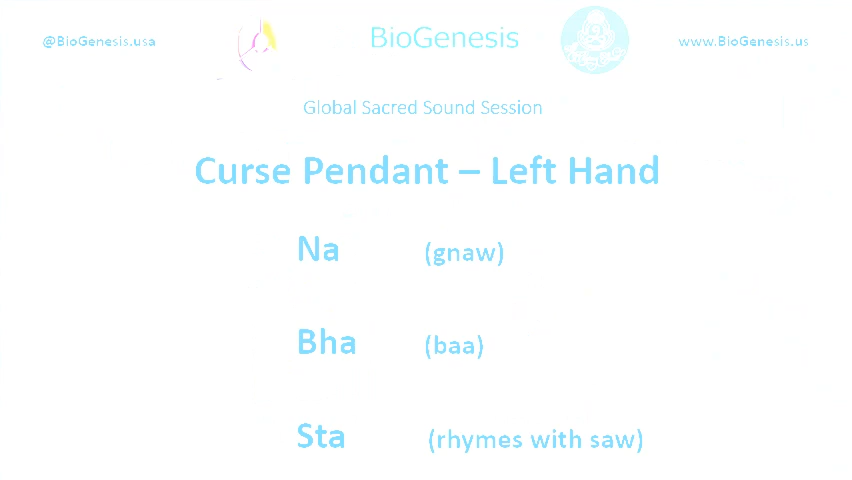 @BioGenesis.usa BioGenesis www.BioGenesis.us
Global Sacred Sound Session
Curse Pendant – Left Hand
Na (gnaw)
Bha (baa)
Sta (rhymes with saw)